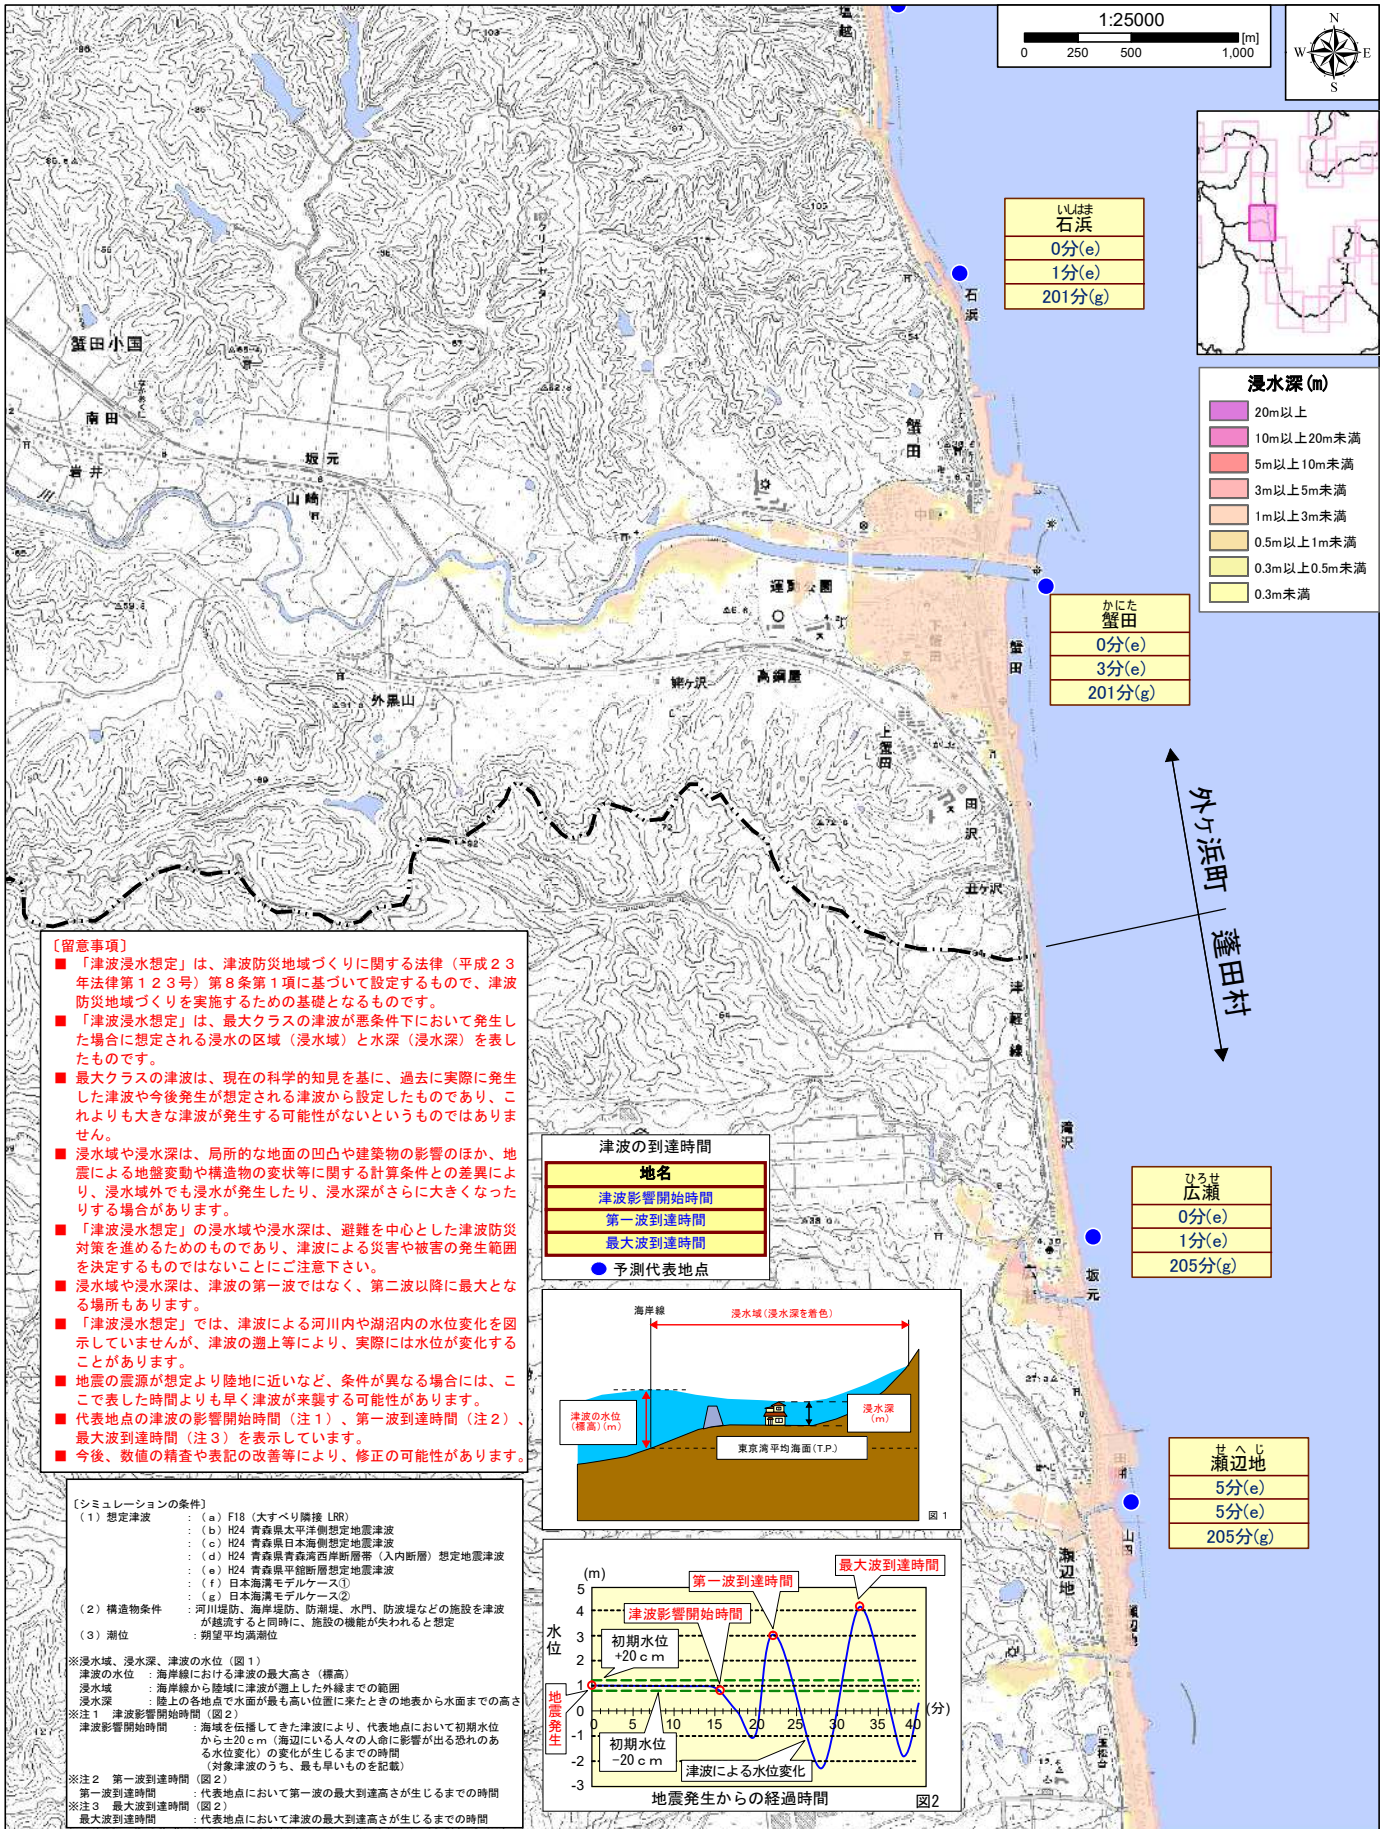 1:25000
[m]
0 250 500 1,000
N
W E
S
塩越
いしはま
石浜
0分(e)
1分(e)
201分(g)
石浜
浸水深(m)
20m以上
10m以上20m未満
5m以上10m未満
3m以上5m未満
1m以上3m未満
0.5m以上1m未満
0.3m以上0.5m未満
0.3m未満
蟹田小国
南田
岩井
坂元
山崎
川
蟹田
中師
運動公園
下蟹田
蟹田
かにた
蟹田
0分(e)
3分(e)
201分(g)
外黒山
高銅屋
上蟹田
田沢
外ヶ浜町
蓬田村
津軽線
滝沢
ひろせ
広瀬
0分(e)
1分(e)
205分(g)
坂元
せへじ
瀬辺地
5分(e)
5分(e)
205分(g)
山田
瀬辺地
瀬辺地
〔留意事項〕
■ 「津波浸水想定」は、津波防災地域づくりに関する法律（平成２３
年法律第１２３号）第８条第１項に基づいて設定するもので、津波
防災地域づくりを実施するための基礎となるものです。
■ 「津波浸水想定」は、最大クラスの津波が悪条件下において発生し
た場合に想定される浸水の区域（浸水域）と水深（浸水深）を表し
たものです。
■ 最大クラスの津波は、現在の科学的知見を基に、過去に実際に発生
した津波や今後発生が想定される津波から設定したものであり、こ
れよりも大きな津波が発生する可能性がないというものではありま
せん。
■ 浸水域や浸水深は、局所的な地面の凹凸や建築物の影響のほか、地
震による地盤変動や構造物の変状等に関する計算条件との差異によ
り、浸水域外でも浸水が発生したり、浸水深がさらに大きくなった
りする場合があります。
■ 「津波浸水想定」の浸水域や浸水深は、避難を中心とした津波防災
対策を進めるためのものであり、津波による災害や被害の発生範囲
を決定するものではないことにご注意下さい。
■ 浸水域や浸水深は、津波の第一波ではなく、第二波以降に最大とな
る場所もあります。
■ 「津波浸水想定」では、津波による河川内や湖沼内の水位変化を図
示していませんが、津波の遡上等により、実際には水位が変化する
ことがあります。
■ 地震の震源が想定より陸地に近いなど、条件が異なる場合には、こ
こで表した時間よりも早く津波が来襲する可能性があります。
■ 代表地点の津波の影響開始時間（注１）、第一波到達時間（注２）、
最大波到達時間（注３）を表示しています。
■ 今後、数値の精査や表記の改善等により、修正の可能性があります。
津波の到達時間
地名
津波影響開始時間
第一波到達時間
最大波到達時間
予測代表地点
海岸線
浸水域（浸水深を着色）
津波の水位
（標高）（m）
浸水深
（m）
東京湾平均海面（T.P.）
図１
〔シミュレーションの条件〕
（１）想定津波 ：（ａ）F18（大すべり隣接 LRR）
：（ｂ）H24 青森県太平洋側想定地震津波
：（ｃ）H24 青森県日本海側想定地震津波
：（ｄ）H24 青森県青森湾西岸断層帯（入内断層）想定地震津波
：（ｅ）H24 青森県平舘断層想定地震津波
：（ｆ）日本海溝モデルケース①
：（ｇ）日本海溝モデルケース②
（２）構造物条件 ：河川堤防、海岸堤防、防潮堤、水門、防波堤などの施設を津波
が越流すると同時に、施設の機能が失われると想定
（３）潮位 ：朔望平均満潮位
※浸水域、浸水深、津波の水位（図１）
津波の水位 ：海岸線における津波の最大高さ（標高）
浸水域 ：海岸線から陸域に津波が遡上した外縁までの範囲
浸水深 ：陸上の各地点で水面が最も高い位置に来たときの地表から水面までの高さ
※注１ 津波影響開始時間（図２）
津波影響開始時間 ：海域を伝播してきた津波により、代表地点において初期水位
から±20ｃｍ（海辺にいる人々の人命に影響が出る恐れのあ
る水位変化）の変化が生じるまでの時間
（対象津波のうち、最も早いものを記載）
※注２ 第一波到達時間（図２）
第一波到達時間 ：代表地点において第一波の最大到達高さが生じるまでの時間
※注３ 最大波到達時間（図２）
最大波到達時間 ：代表地点において津波の最大到達高さが生じるまでの時間
(m)
水位
5
4
3
2
1
0
-1
-2
-3
第一波到達時間
最大波到達時間
津波影響開始時間
初期水位
+20ｃｍ
地震発生
0 5 10 15 20 25 30 35 40
(分)
初期水位
-20ｃｍ
津波による水位変化
地震発生からの経過時間
図2